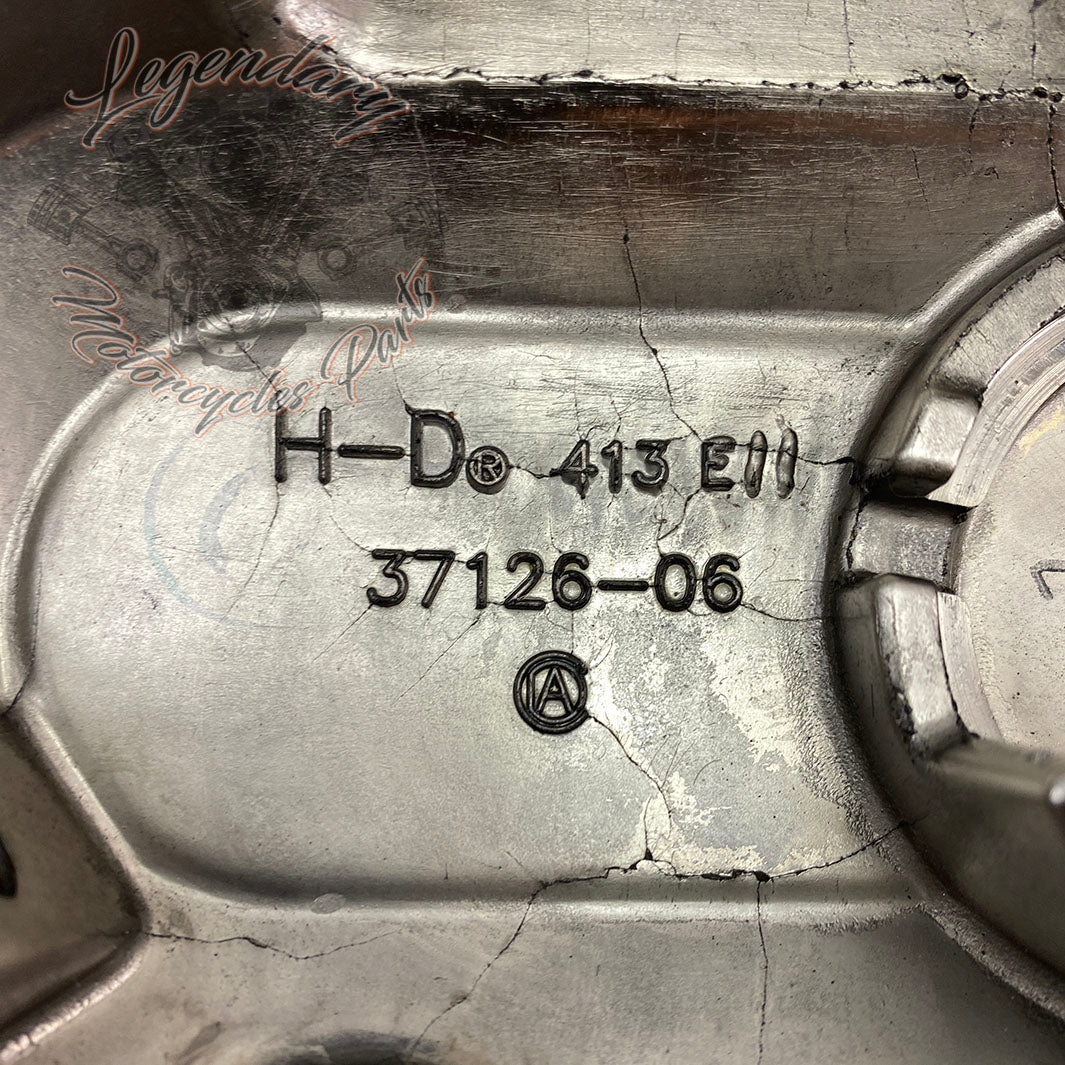 Legendary
Motorcycles Parts
H-D® 413 E11
37126-06